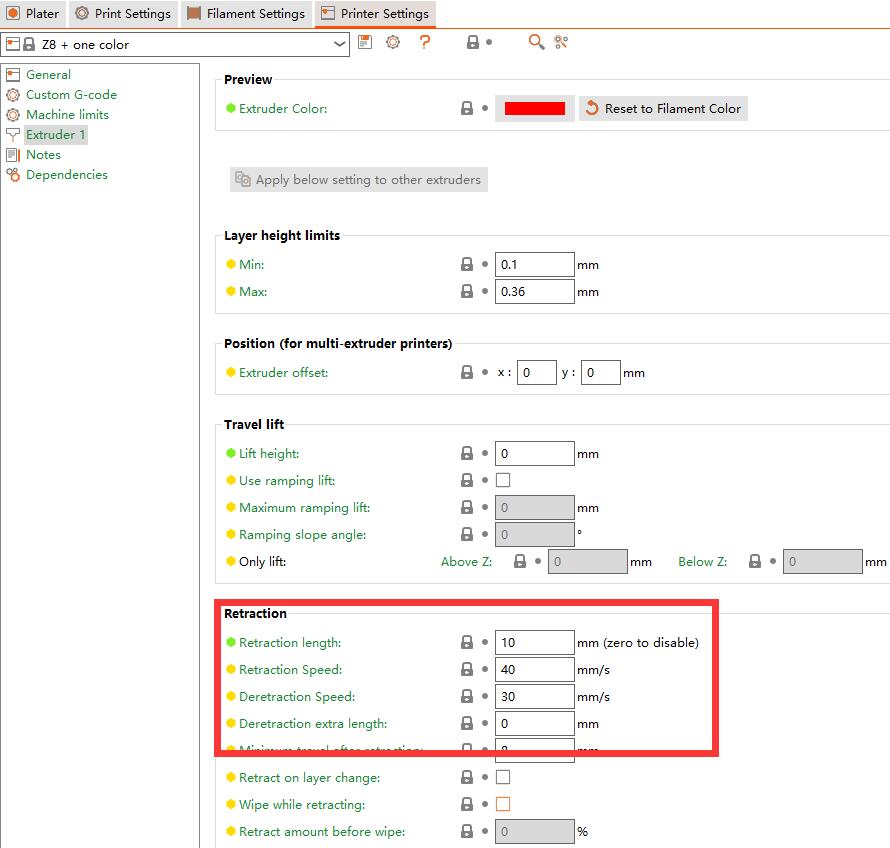 Plater Print Settings Filament Settings Printer Settings
Z8 + one color ?
General
Custom G-code
Machine limits
Extruder 1
Notes
Dependencies
Preview
Extruder Color: Reset to Filament Color
Apply below setting to other extruders
Layer height limits
Min: 0.1 mm
Max: 0.36 mm
Position (for multi-extruder printers)
Extruder offset: x : 0 y : 0 mm
Travel lift
Lift height: 0 mm
Use ramping lift:
Maximum ramping lift: 0 mm
Ramping slope angle: 0 °
Only lift: Above Z: 0 mm Below Z: 0 mm
Retraction
Retraction length: 10 mm (zero to disable)
Retraction Speed: 40 mm/s
Deretraction Speed: 30 mm/s
Deretraction extra length: 0 mm
Minimum travel after retraction: 8 mm
Retract on layer change:
Wipe while retracting:
Retract amount before wipe: 0 %